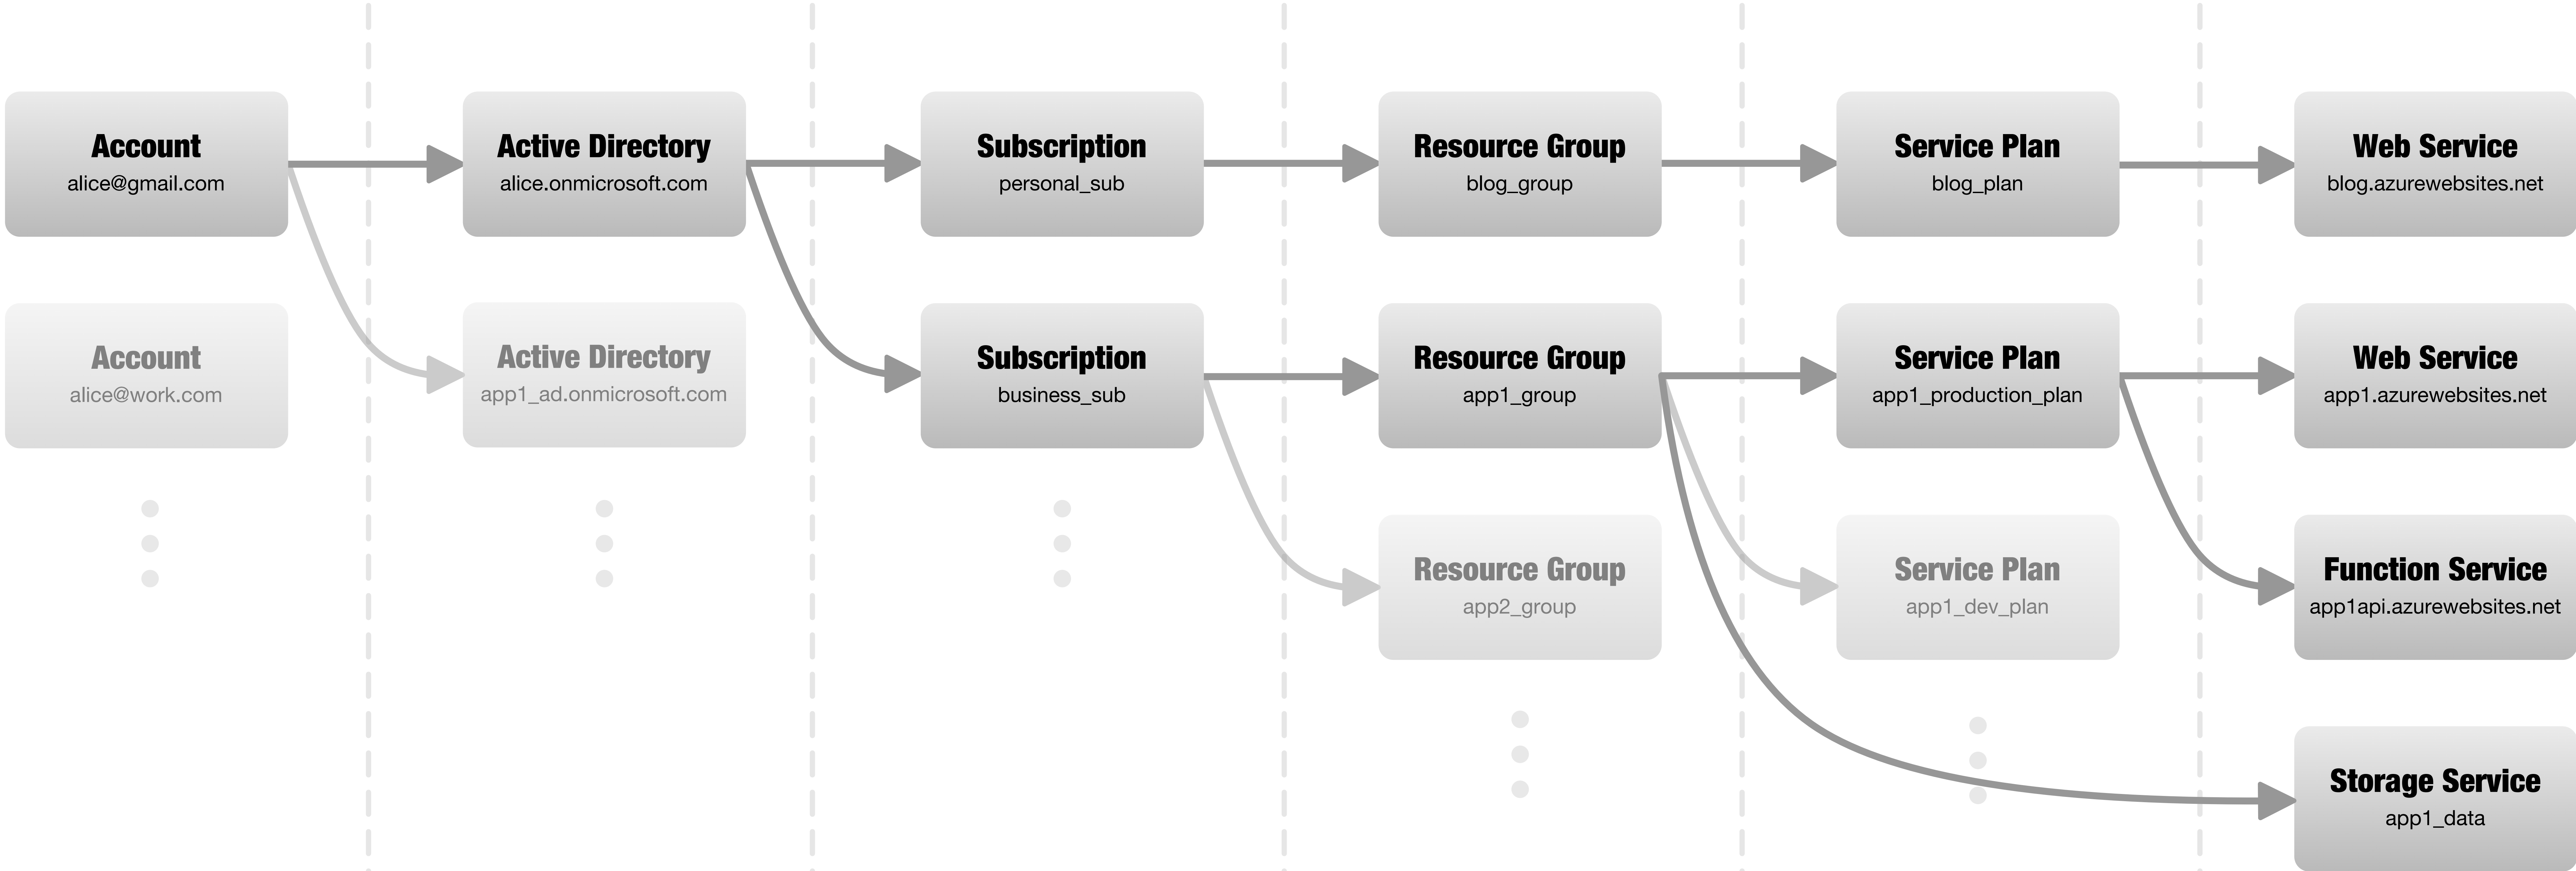 Account
alice@gmail.com
Active Directory
alice.onmicrosoft.com
Subscription
personal_sub
Resource Group
blog_group
Service Plan
blog_plan
Web Service
blog.azurewebsites.net
Account
alice@work.com
Active Directory
app1_ad.onmicrosoft.com
Subscription
business_sub
Resource Group
app1_group
Service Plan
app1_production_plan
Web Service
app1.azurewebsites.net
Resource Group
app2_group
Service Plan
app1_dev_plan
Function Service
app1api.azurewebsites.net
Storage Service
app1_data